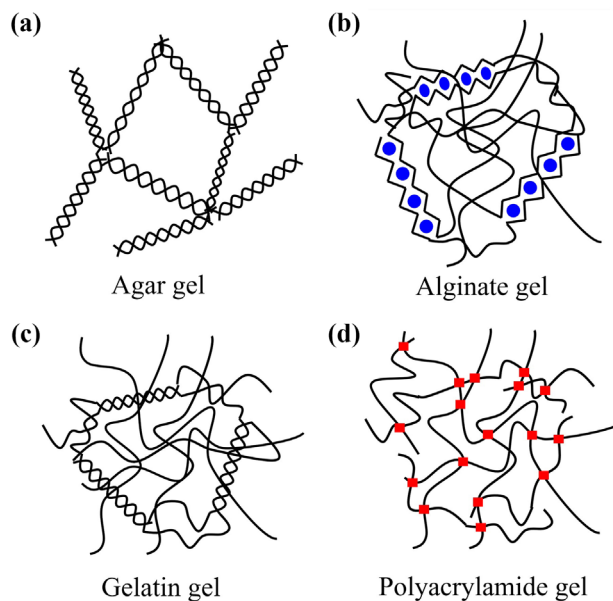 (a)
(b)
Agar gel
Alginate gel
(c)
(d)
Gelatin gel
Polyacrylamide gel